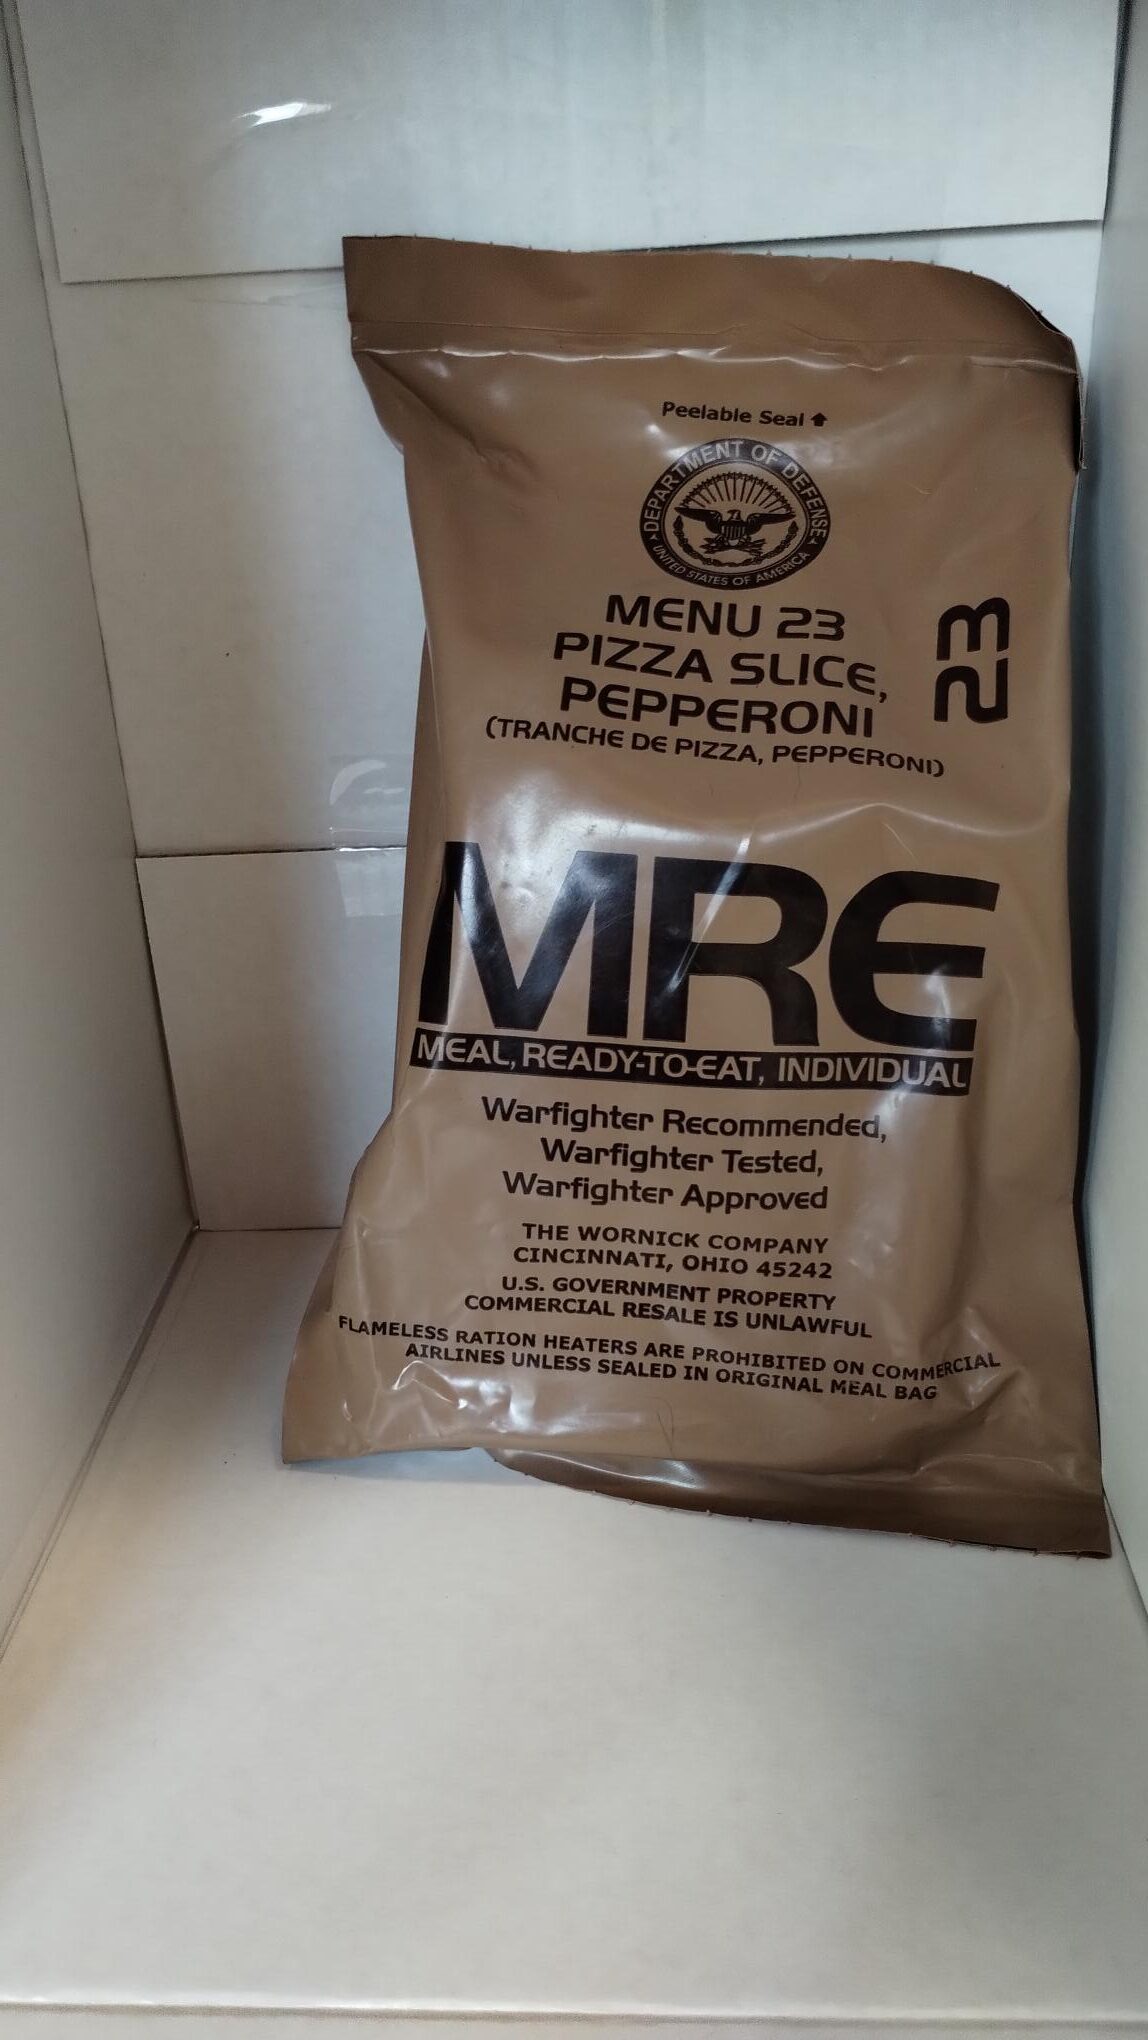 Peelable Seal ↑
DEPARTMENT OF DEFENSE
UNITED STATES OF AMERICA
MENU 23
PIZZA SLICE,
PEPPERONI
(TRANCHE DE PIZZA, PEPPERONI)
23
MRE
MEAL, READY-TO-EAT, INDIVIDUAL
Warfighter Recommended,
Warfighter Tested,
Warfighter Approved
THE WORNICK COMPANY
CINCINNATI, OHIO 45242
U.S. GOVERNMENT PROPERTY
COMMERCIAL RESALE IS UNLAWFUL
FLAMELESS RATION HEATERS ARE PROHIBITED ON COMMERCIAL
AIRLINES UNLESS SEALED IN ORIGINAL MEAL BAG